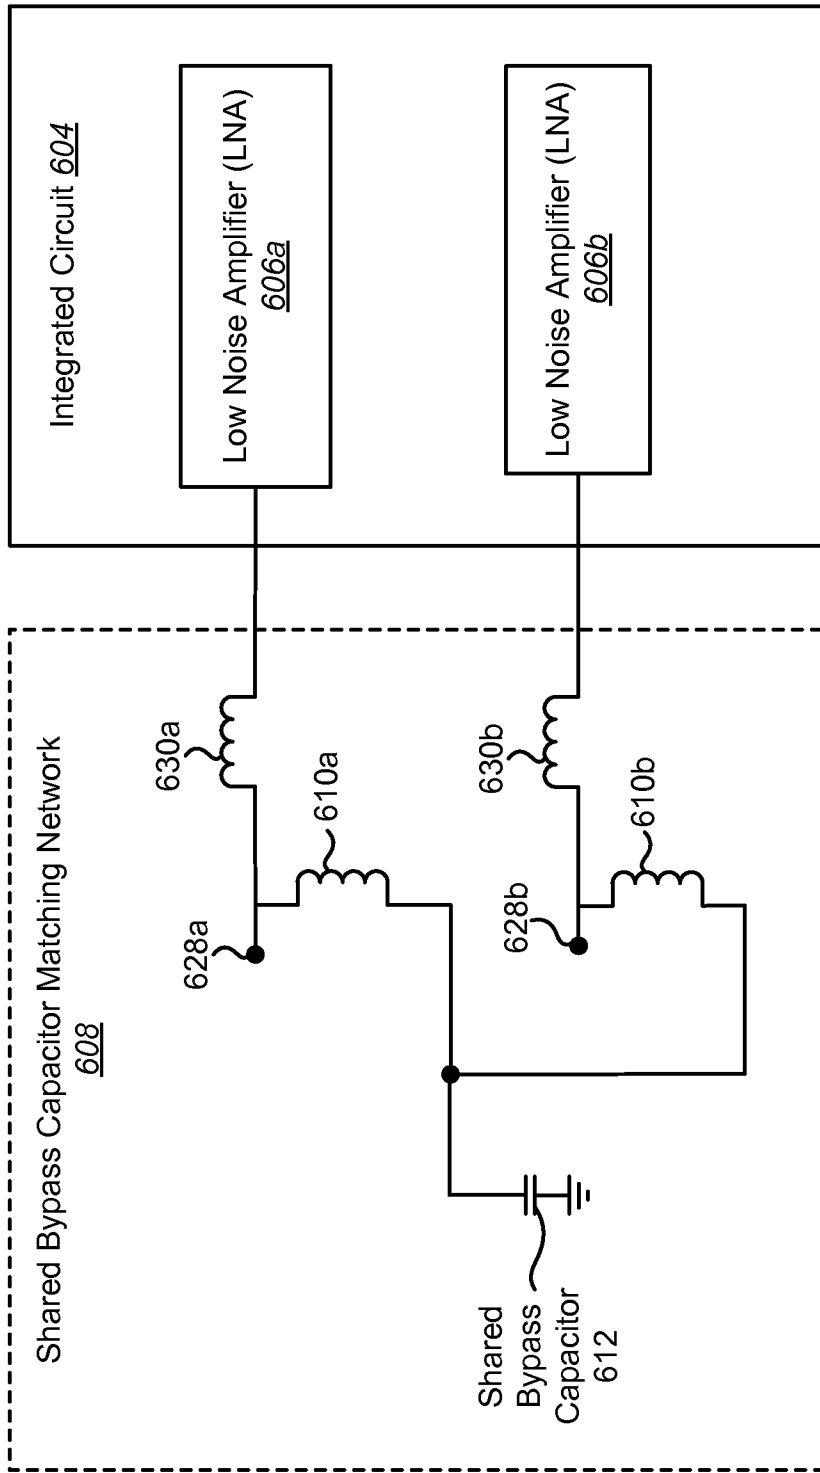 Shared Bypass Capacitor Matching Network
608
Integrated Circuit 604
630a
Low Noise Amplifier (LNA)
606a
628a
610a
630b
Low Noise Amplifier (LNA)
606b
628b
610b
Shared
Bypass
Capacitor
612